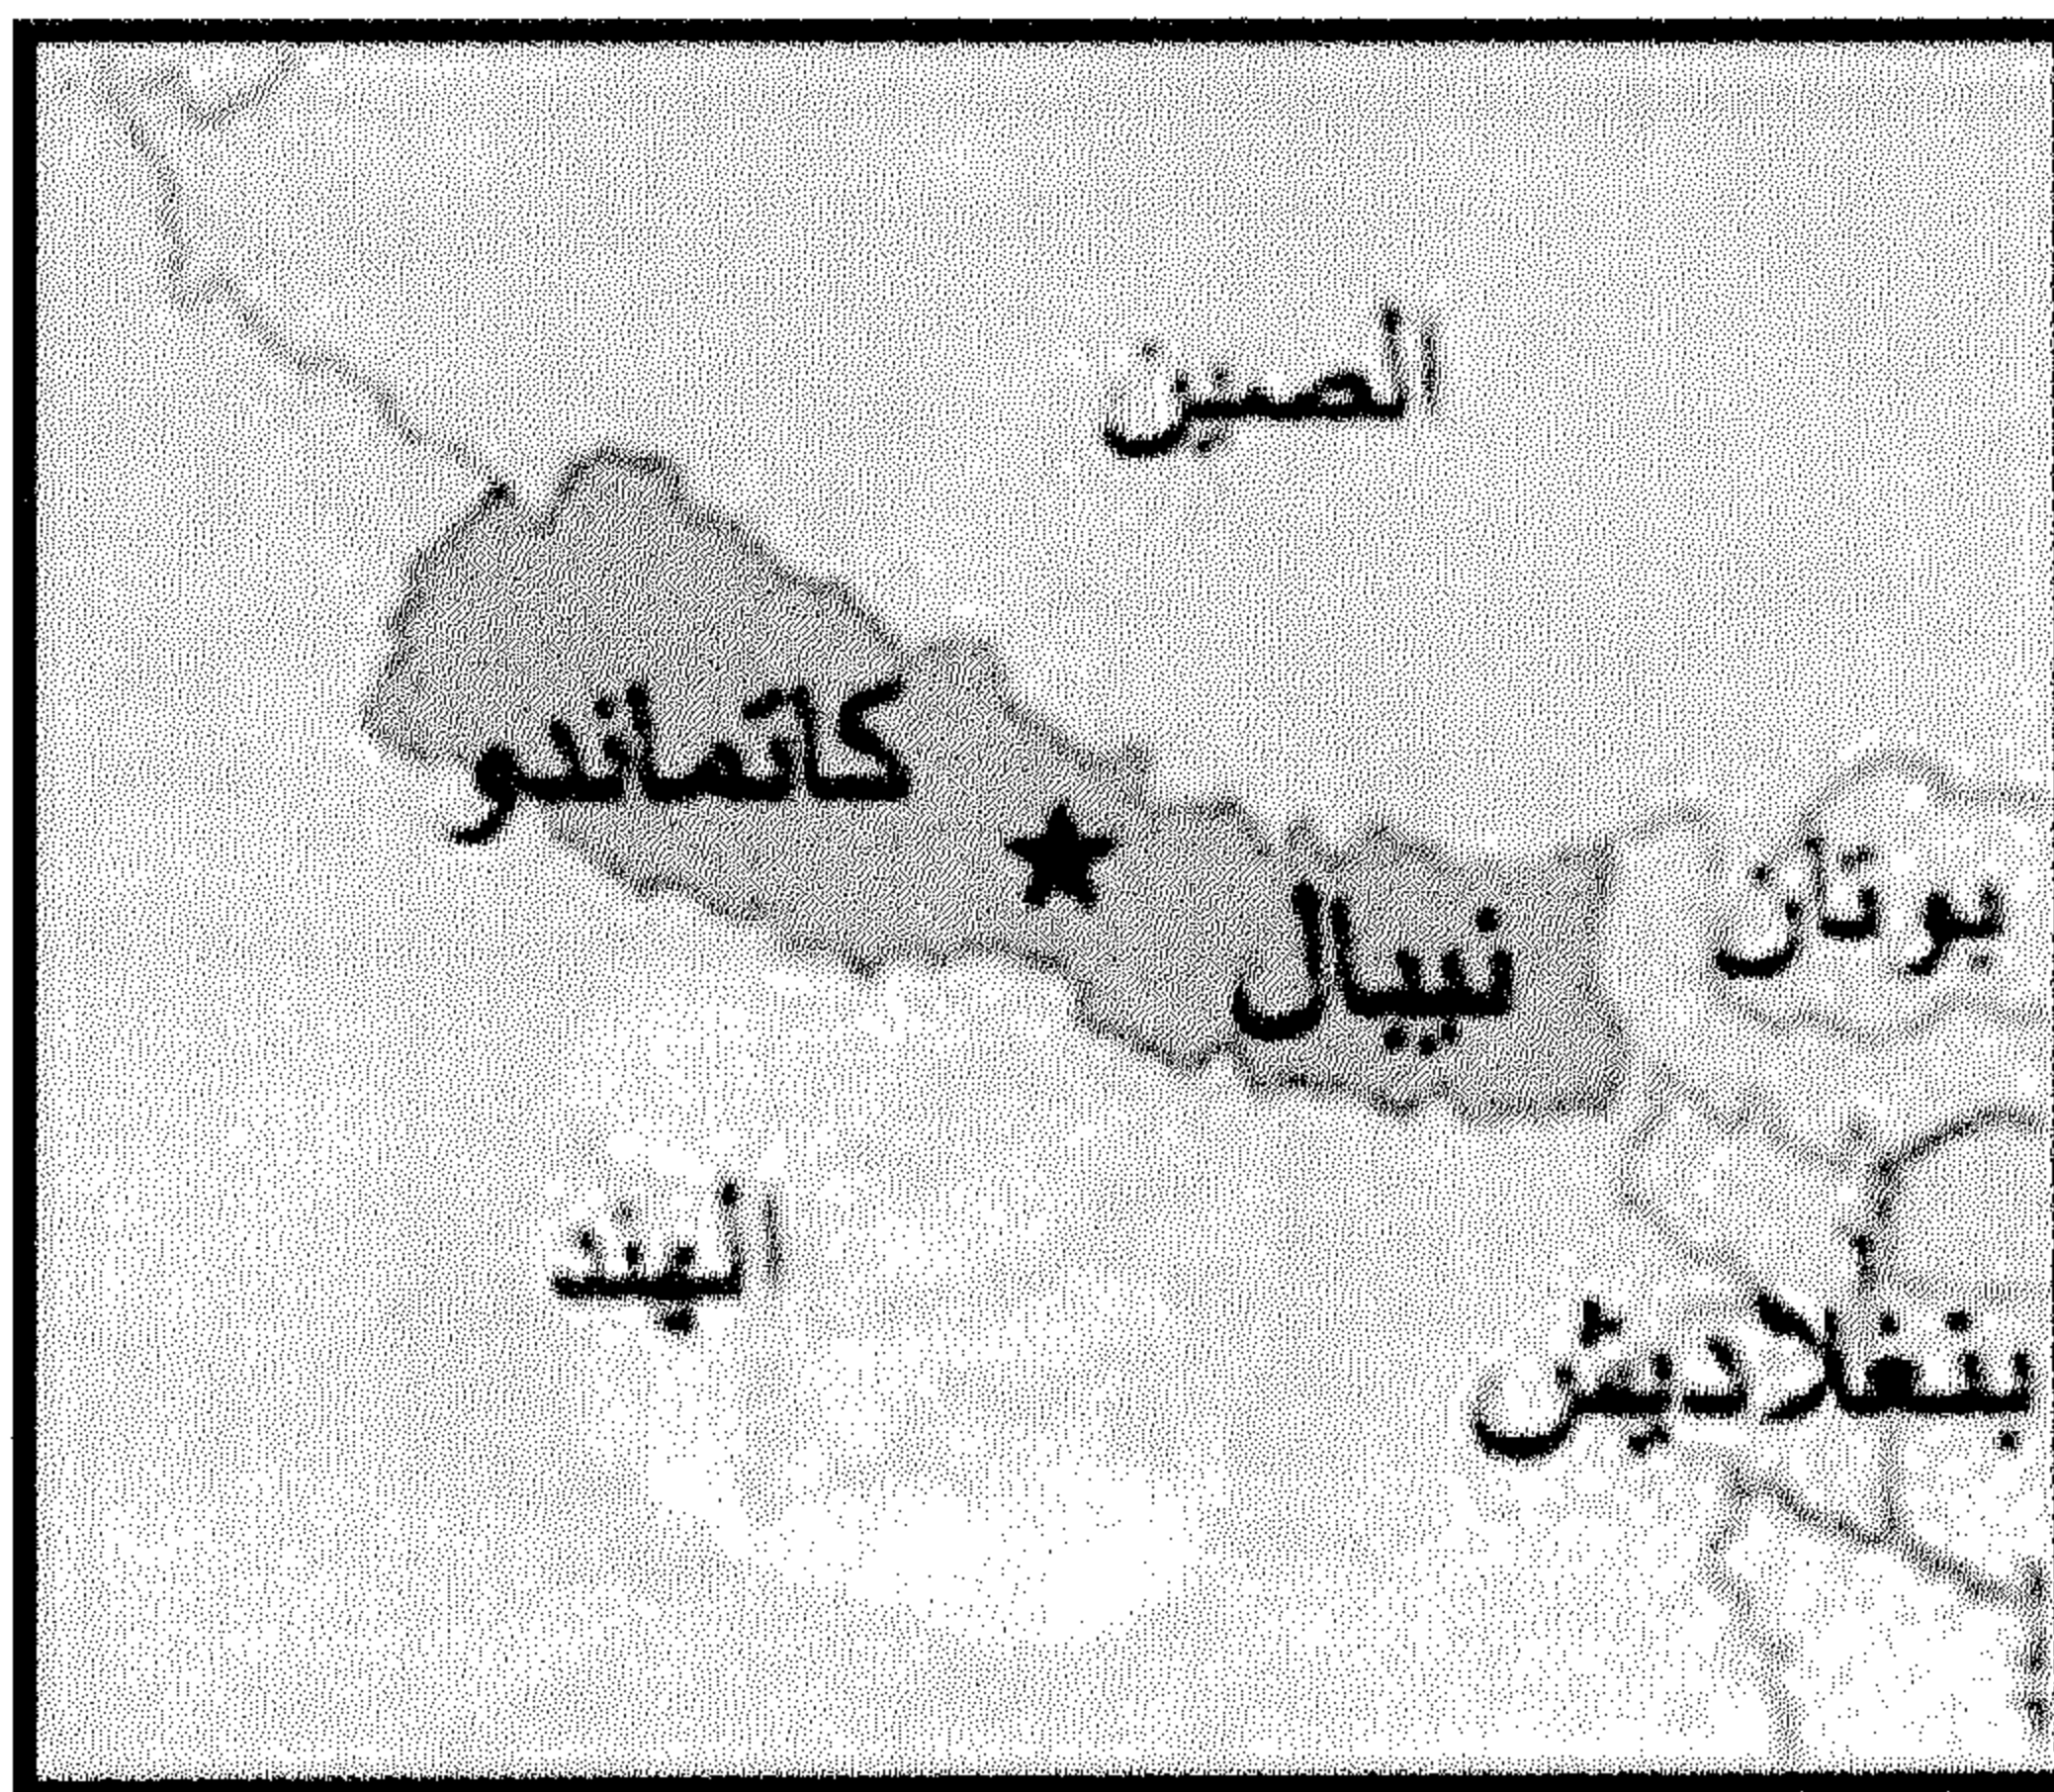 الصين
كاتماندو
بوتان
نيبال
الهند
بنغلاديش